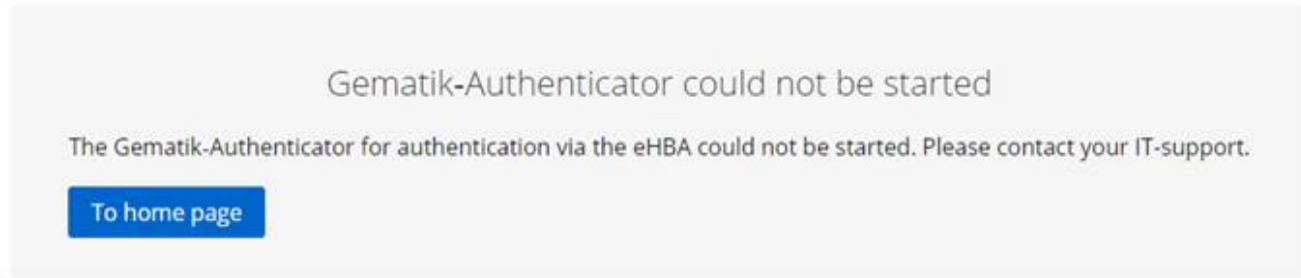 Gematik-Authenticator could not be started
The Gematik-Authenticator for authentication via the eHBA could not be started. Please contact your IT-support.
To home page